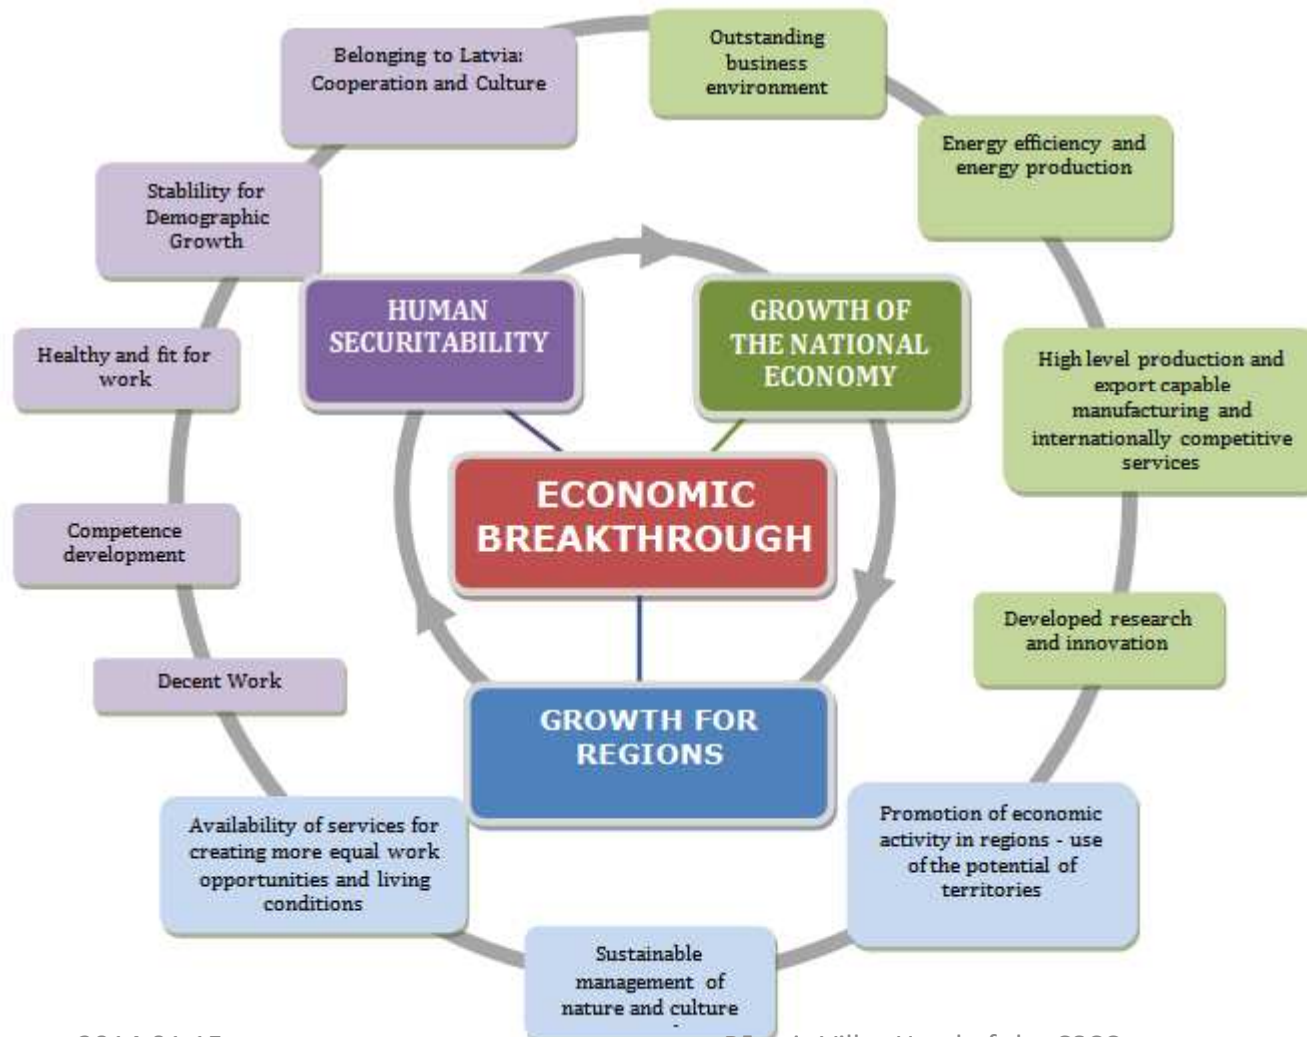 Belonging to Latvia:
Cooperation and Culture
Outstanding
business
environment
Energy efficiency and
energy production
Stablility for
Demographic
Growth
HUMAN
SECURITABILITY
GROWTH OF
THE NATIONAL
ECONOMY
Healthy and fit for
work
High level production and
export capable
manufacturing and
internationally competitive
services
ECONOMIC
BREAKTHROUGH
Competence
development
Developed research
and innovation
Decent Work
GROWTH FOR
REGIONS
Availability of services for
creating more equal work
opportunities and living
conditions
Promotion of economic
activity in regions - use
of the potential of
territories
Sustainable
management of
nature and culture